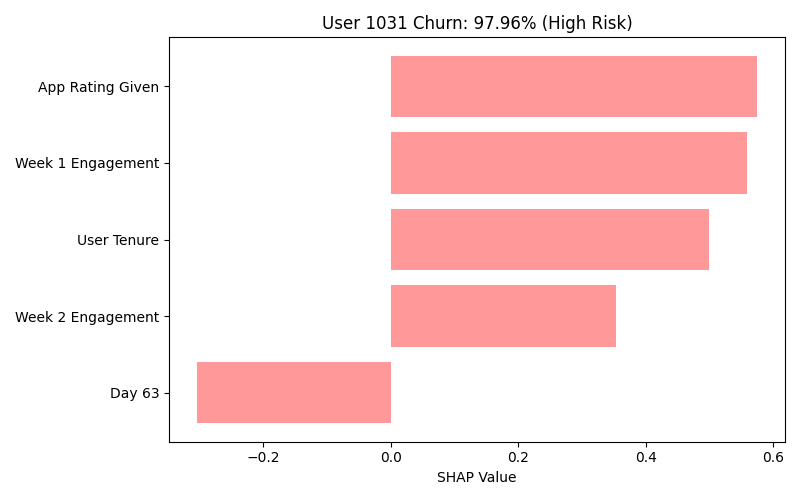 User 1031 Churn: 97.96% (High Risk)
App Rating Given
Week 1 Engagement
User Tenure
Week 2 Engagement
Day 63
−0.2 0.0 0.2 0.4 0.6
SHAP Value